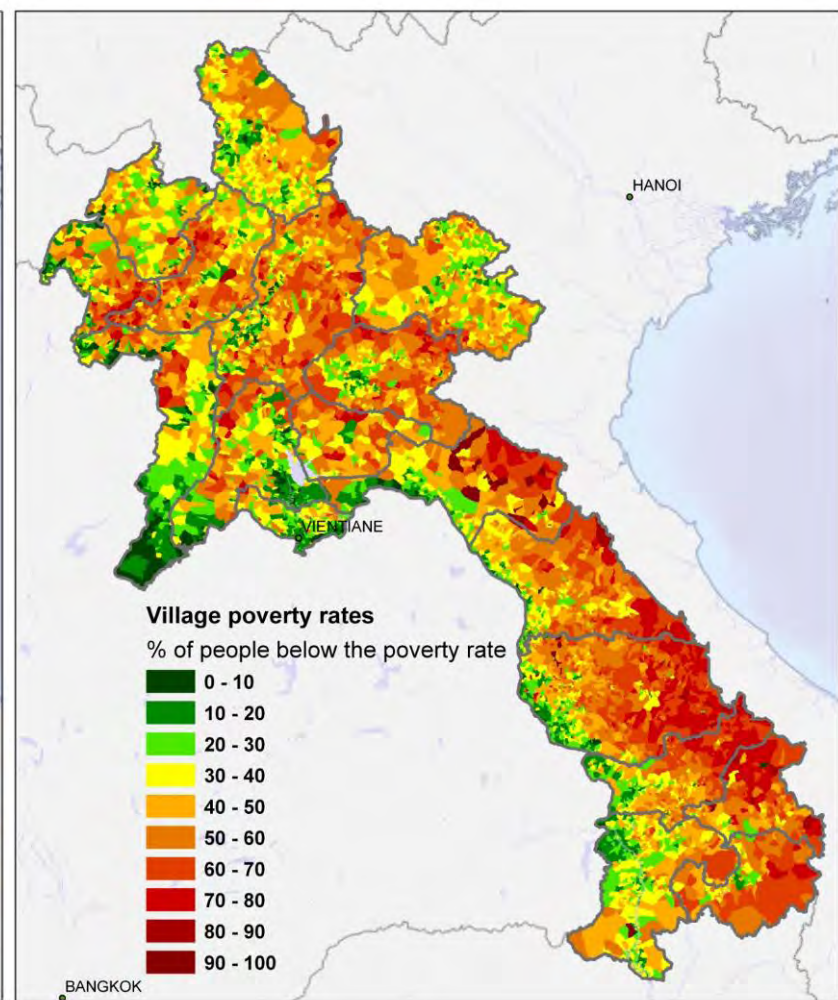 HANOI
VIENTIANE
Village poverty rates
% of people below the poverty rate
0 - 10
10 - 20
20 - 30
30 - 40
40 - 50
50 - 60
60 - 70
70 - 80
80 - 90
90 - 100
BANGKOK